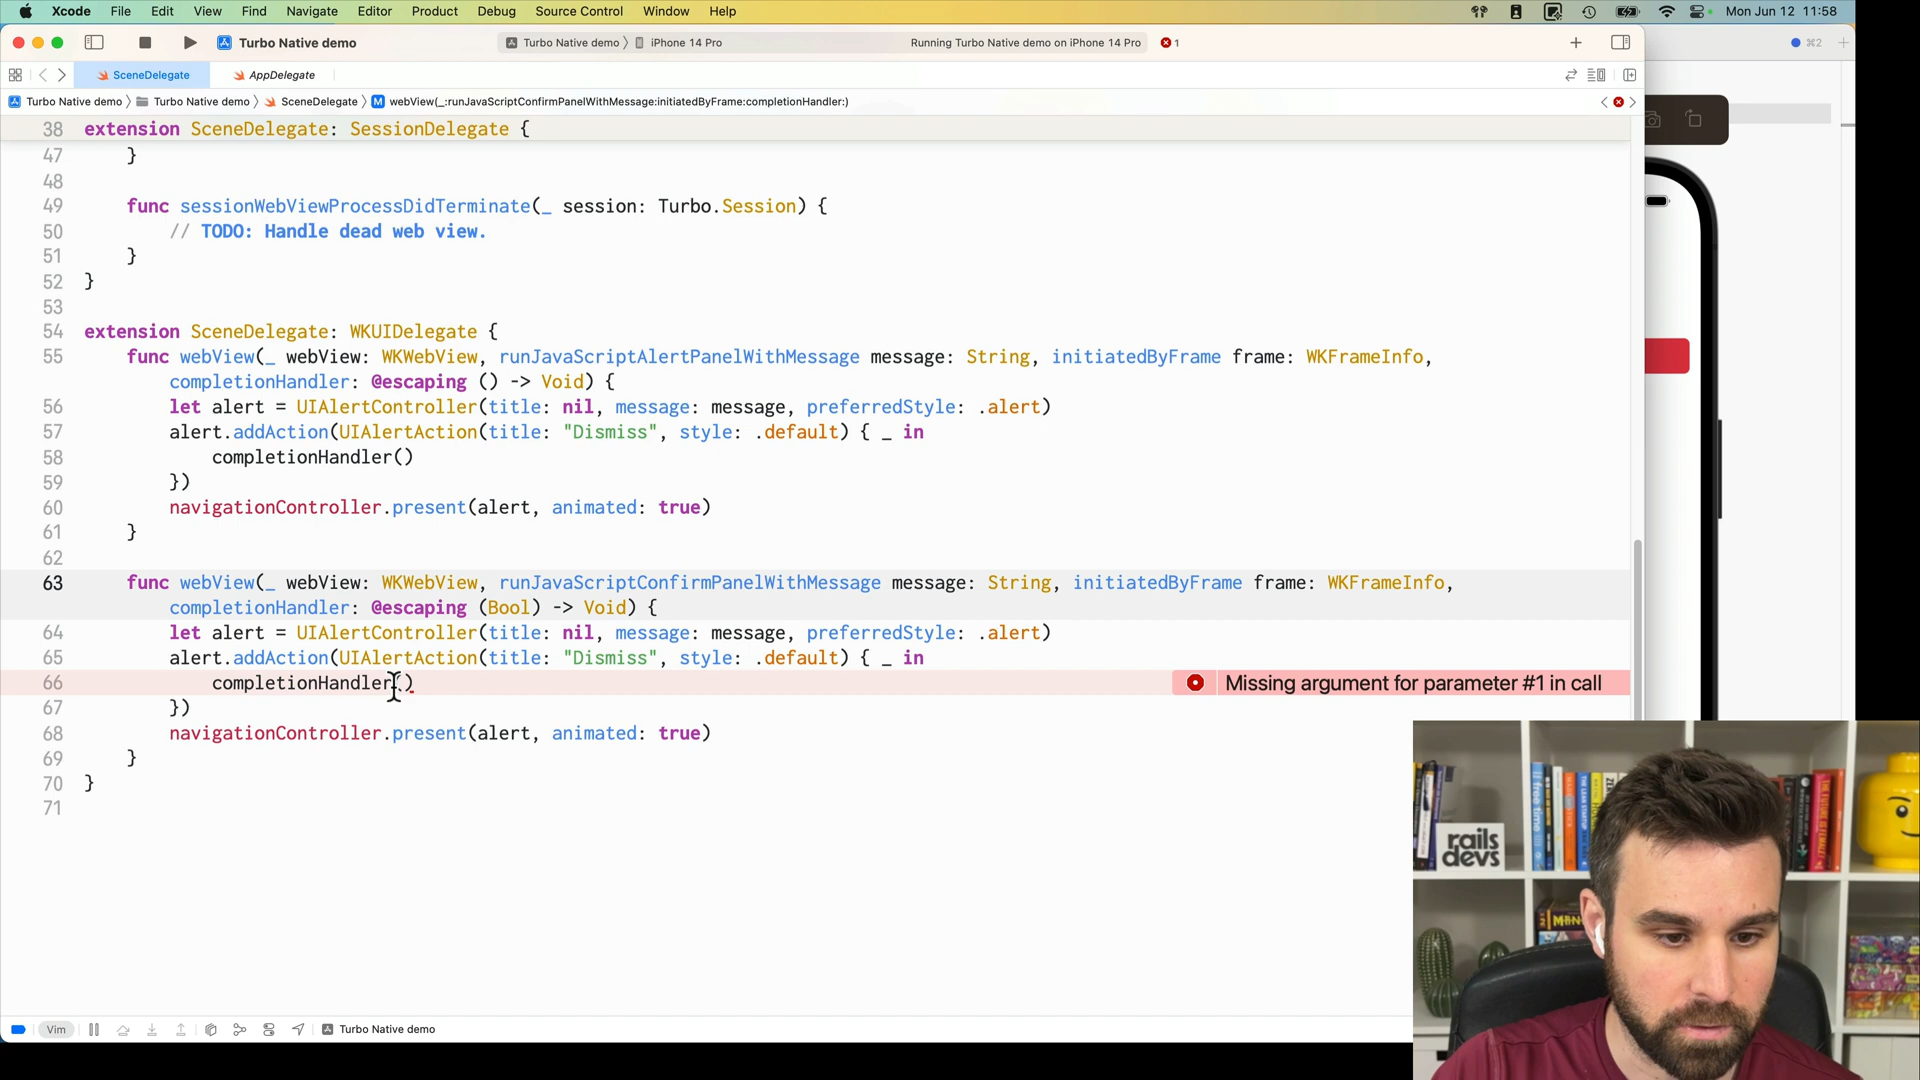 Xcode File Edit View Find Navigate Editor Product Debug Source Control Window Help Mon Jun 12 11:58
Turbo Native demo Turbo Native demo 〉 iPhone 14 Pro Running Turbo Native demo on iPhone 14 Pro 1 ⌘2
SceneDelegate AppDelegate
Turbo Native demo 〉 Turbo Native demo 〉 SceneDelegate 〉 M webView(_:runJavaScriptConfirmPanelWithMessage:initiatedByFrame:completionHandler:)
38 extension SceneDelegate: SessionDelegate {
47 }
48
49 func sessionWebViewProcessDidTerminate(_ session: Turbo.Session) {
50 // TODO: Handle dead web view.
51 }
52 }
53
54 extension SceneDelegate: WKUIDelegate {
55 func webView(_ webView: WKWebView, runJavaScriptAlertPanelWithMessage message: String, initiatedByFrame frame: WKFrameInfo,
completionHandler: @escaping () -> Void) {
56 let alert = UIAlertController(title: nil, message: message, preferredStyle: .alert)
57 alert.addAction(UIAlertAction(title: "Dismiss", style: .default) { _ in
58 completionHandler()
59 })
60 navigationController.present(alert, animated: true)
61 }
62
63 func webView(_ webView: WKWebView, runJavaScriptConfirmPanelWithMessage message: String, initiatedByFrame frame: WKFrameInfo,
completionHandler: @escaping (Bool) -> Void) {
64 let alert = UIAlertController(title: nil, message: message, preferredStyle: .alert)
65 alert.addAction(UIAlertAction(title: "Dismiss", style: .default) { _ in
66 completionHandler() Missing argument for parameter #1 in call
67 })
68 navigationController.present(alert, animated: true)
69 }
70 }
71
rails
devs
Vim Turbo Native demo